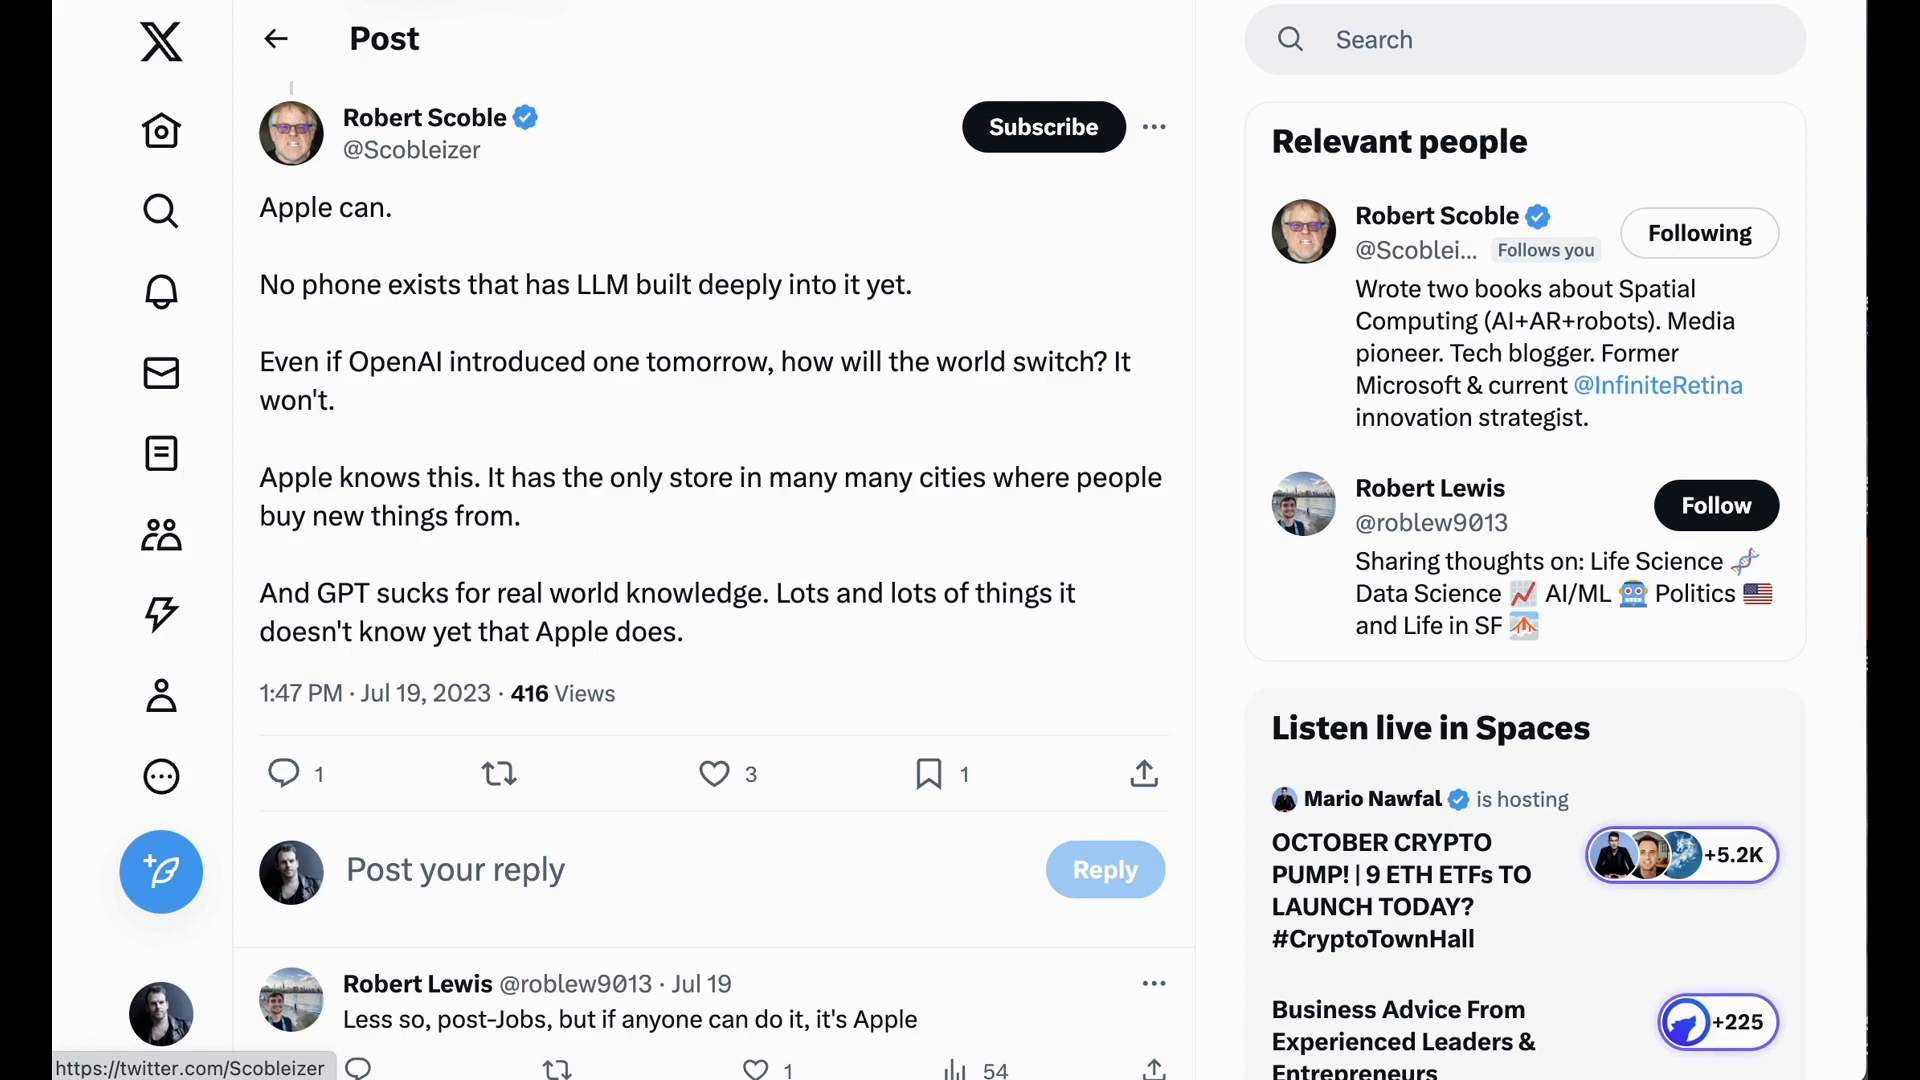 Post
Search
Robert Scoble
@Scobleizer
Subscribe
Apple can.
No phone exists that has LLM built deeply into it yet.
Even if OpenAI introduced one tomorrow, how will the world switch? It
won't.
Apple knows this. It has the only store in many many cities where people
buy new things from.
And GPT sucks for real world knowledge. Lots and lots of things it
doesn't know yet that Apple does.
1:47 PM · Jul 19, 2023 · 416 Views
1
3
1
Post your reply
Reply
Robert Lewis @roblew9013 · Jul 19
Less so, post-Jobs, but if anyone can do it, it's Apple
1
54
https://twitter.com/Scobleizer
Relevant people
Robert Scoble
@Scoblei... Follows you
Following
Wrote two books about Spatial
Computing (AI+AR+robots). Media
pioneer. Tech blogger. Former
Microsoft & current @InfiniteRetina
innovation strategist.
Robert Lewis
@roblew9013
Follow
Sharing thoughts on: Life Science 🧬
Data Science 📈 AI/ML 🤖 Politics 🇺🇸
and Life in SF 🌉
Listen live in Spaces
Mario Nawfal is hosting
OCTOBER CRYPTO
PUMP! | 9 ETH ETFs TO
LAUNCH TODAY?
#CryptoTownHall
+5.2K
Business Advice From
Experienced Leaders &
Entrepreneurs
+225